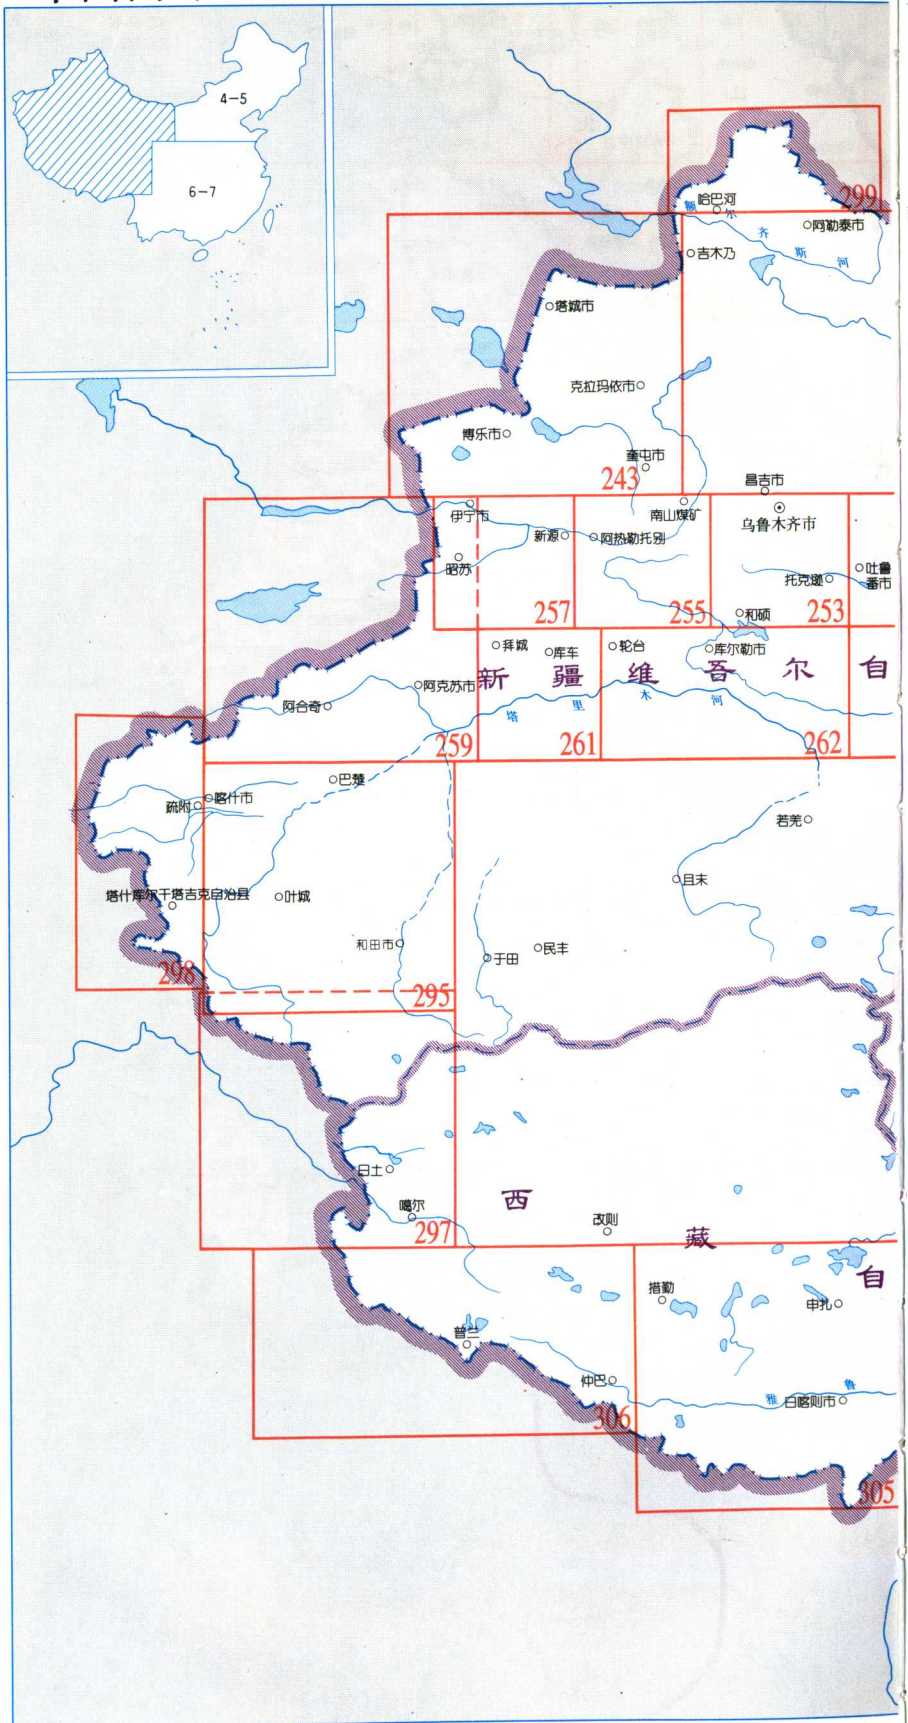 4-5
6-7
299
哈巴河
额尔齐斯河
阿勒泰市
吉木乃
塔城市
克拉玛依市
博乐市
奎屯市
243
昌吉市
伊宁市
南山煤矿
乌鲁木齐市
新源
阿热勒托别
昭苏
托克逊
吐鲁
番市
257
255
和硕
253
拜城
库车
轮台
库尔勒市
新疆维吾尔自
阿克苏市
阿合奇
塔里木河
259
261
262
巴楚
喀什市
疏附
若羌
且末
塔什库尔干塔吉克自治县
叶城
和田市
民丰
于田
298
295
日土
西
噶尔
改则
297
藏
自
措勤
申扎
普兰
仲巴
雅鲁
日喀则市
306
305